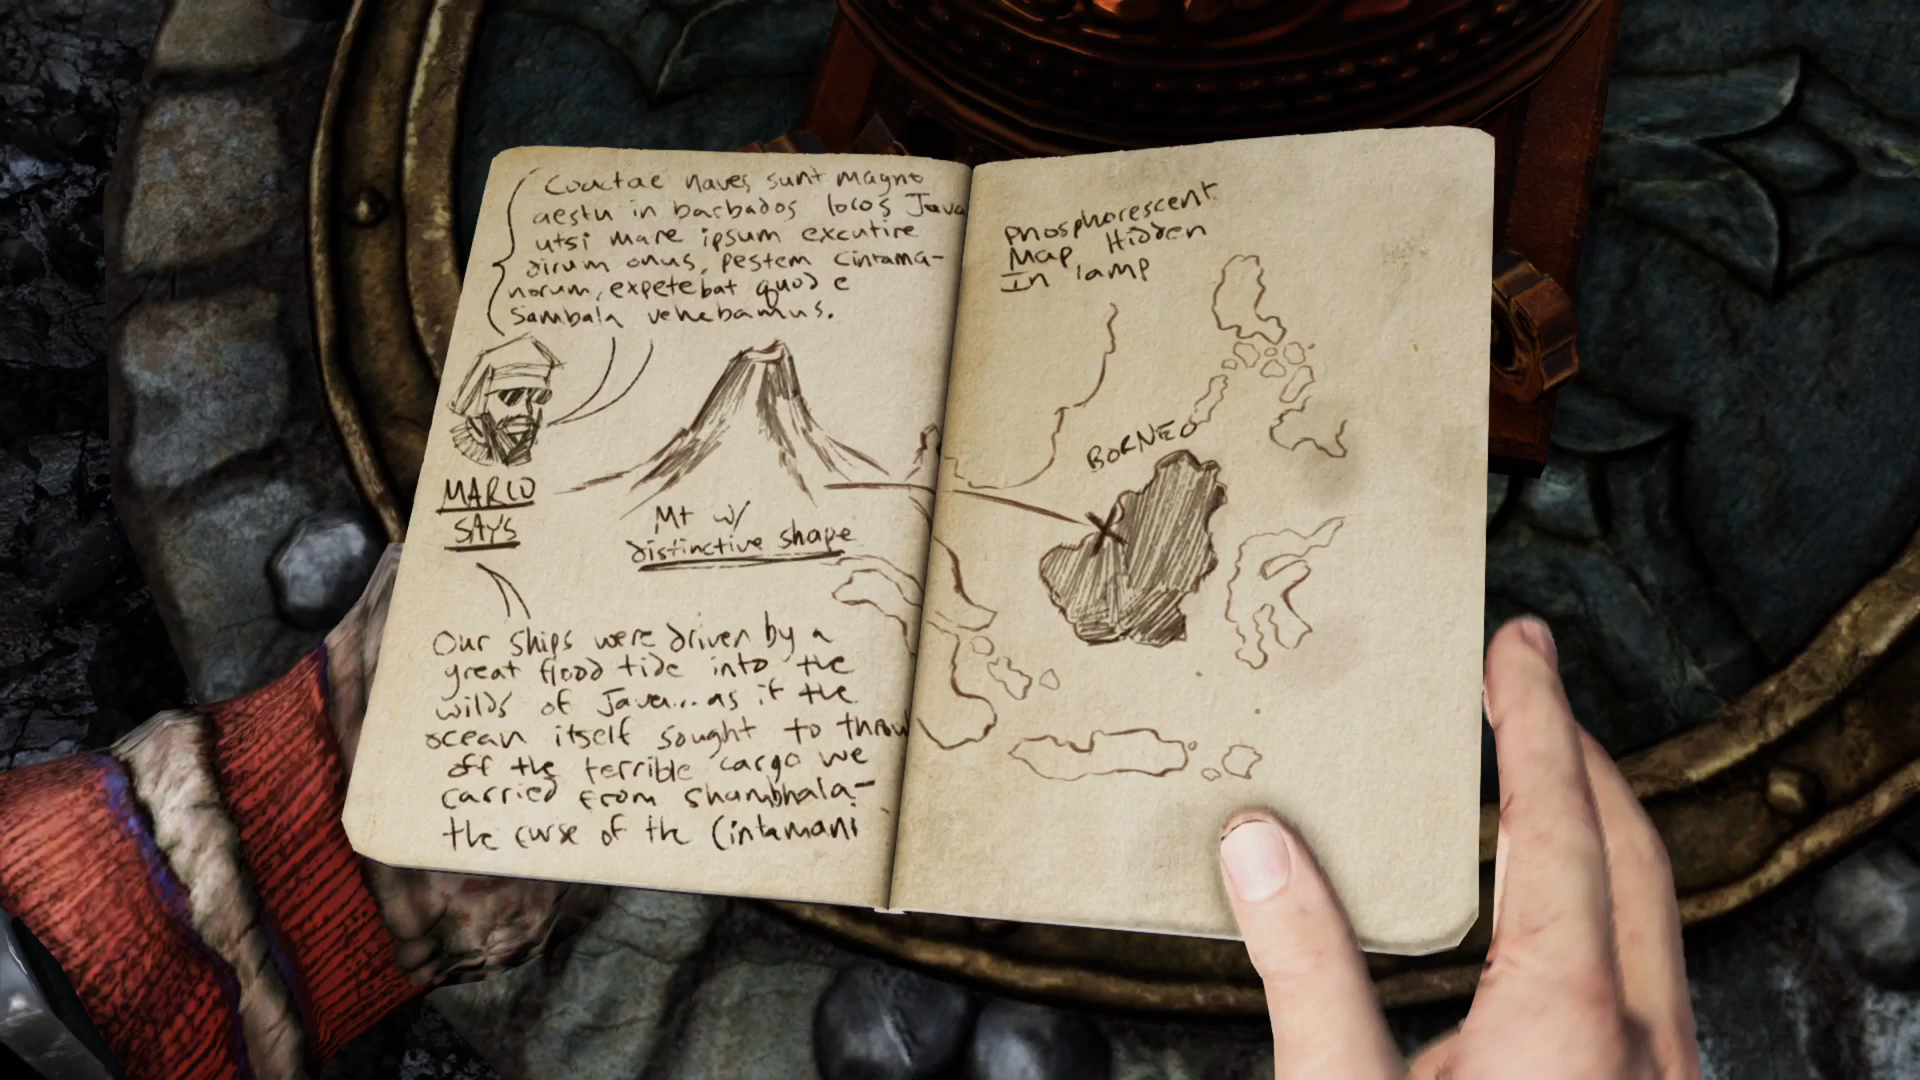 Coactae naves sunt magno
aestu in barbados locos Java
utsi mare ipsum excutire
dirum onus, pestem Cintama-
norum, expetebat quod e
Sambala vehebamus.
MARCO
SAYS
Mt w/
distinctive shape
Our ships were driven by a
great flood tide into the
wilds of Java... as if the
ocean itself sought to throw
off the terrible cargo we
carried from Shambhala-
the curse of the Cintamani
Phosphorescent
Map Hidden
In lamp
BORNEO